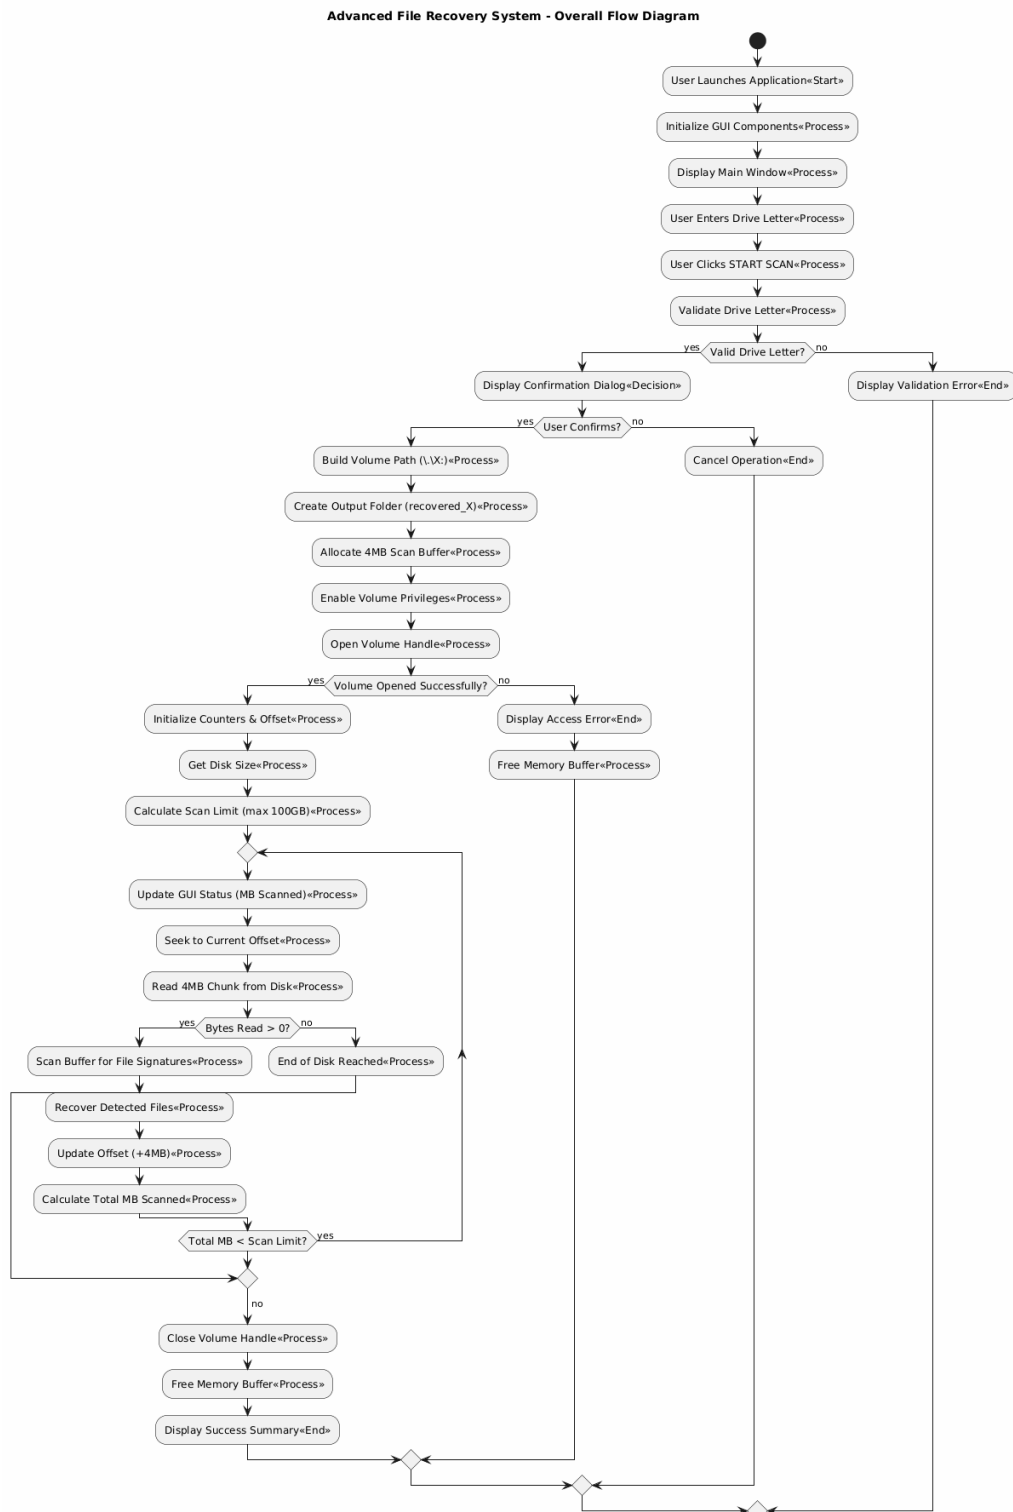 Advanced File Recovery System - Overall Flow Diagram
User Launches Application«Start»
Initialize GUI Components«Process»
Display Main Window«Process»
User Enters Drive Letter«Process»
User Clicks START SCAN«Process»
Validate Drive Letter«Process»
yes Valid Drive Letter? no
Display Confirmation Dialog«Decision»
Display Validation Error«End»
yes User Confirms? no
Build Volume Path (\.\X:)«Process»
Cancel Operation«End»
Create Output Folder (recovered_X)«Process»
Allocate 4MB Scan Buffer«Process»
Enable Volume Privileges«Process»
Open Volume Handle«Process»
yes Volume Opened Successfully? no
Initialize Counters & Offset«Process»
Display Access Error«End»
Get Disk Size«Process»
Free Memory Buffer«Process»
Calculate Scan Limit (max 100GB)«Process»
Update GUI Status (MB Scanned)«Process»
Seek to Current Offset«Process»
Read 4MB Chunk from Disk«Process»
yes Bytes Read > 0? no
Scan Buffer for File Signatures«Process»
End of Disk Reached«Process»
Recover Detected Files«Process»
Update Offset (+4MB)«Process»
Calculate Total MB Scanned«Process»
Total MB < Scan Limit? yes
no
Close Volume Handle«Process»
Free Memory Buffer«Process»
Display Success Summary«End»